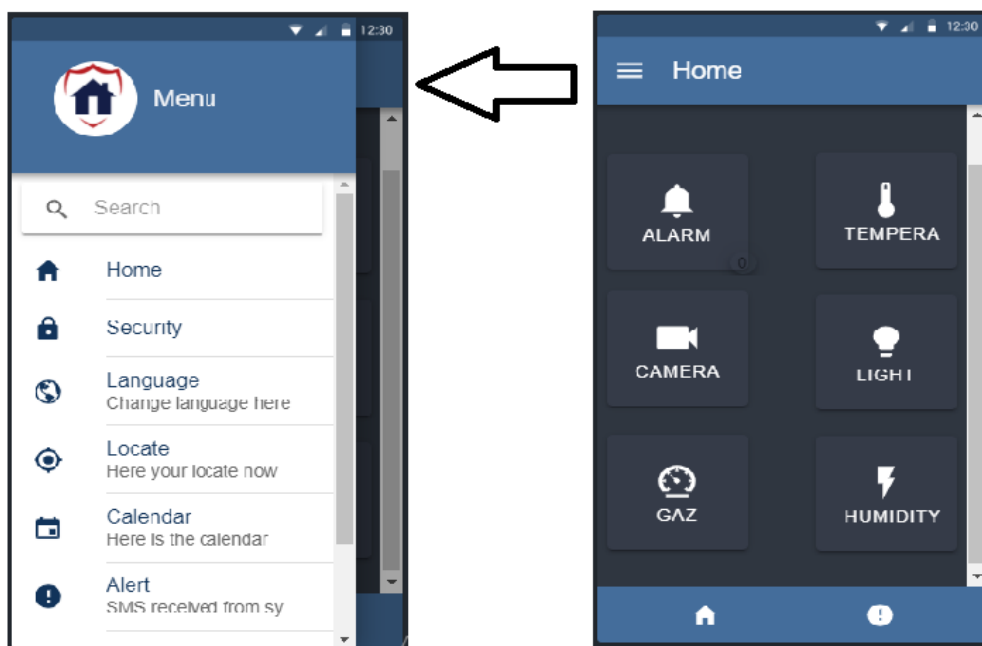 12:30
Menu
Search
Home
Security
Language
Change language here
Locate
Here your locate now
Calendar
Here is the calendar
Alert
SMS received from sy
12:30
Home
ALARM
0
TEMPERA
CAMERA
LIGHT
GAZ
HUMIDITY